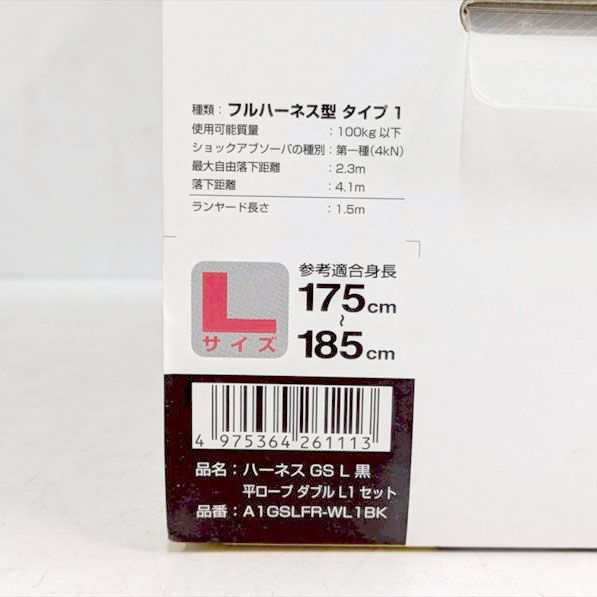 種類：フルハーネス型 タイプ 1
使用可能質量 ：100kg 以下
ショックアブソーバの種別：第一種(4kN)
最大自由落下距離 ：2.3m
落下距離 ：4.1m
ランヤード長さ ：1.5m
L
サイズ
参考適合身長
175cm
~
185cm
4 975364 261113
品名：ハーネス GS L 黒
平ロープ ダブル L1 セット
品番：A1GSLFR-WL1BK